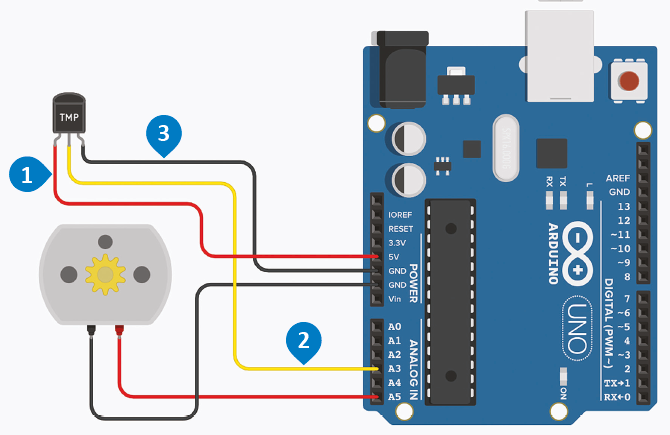 TMP
1
2
3
IOREF
RESET
3.3V
5V
GND
GND
Vin
POWER
A0
A1
A2
A3
A4
A5
ANALOG IN
RX
TX
L
ARDUINO
UNO
ON
AREF
GND
13
12
~11
~10
~9
8
7
~6
~5
4
~3
2
TX→1
RX←0
DIGITAL (PWM~)